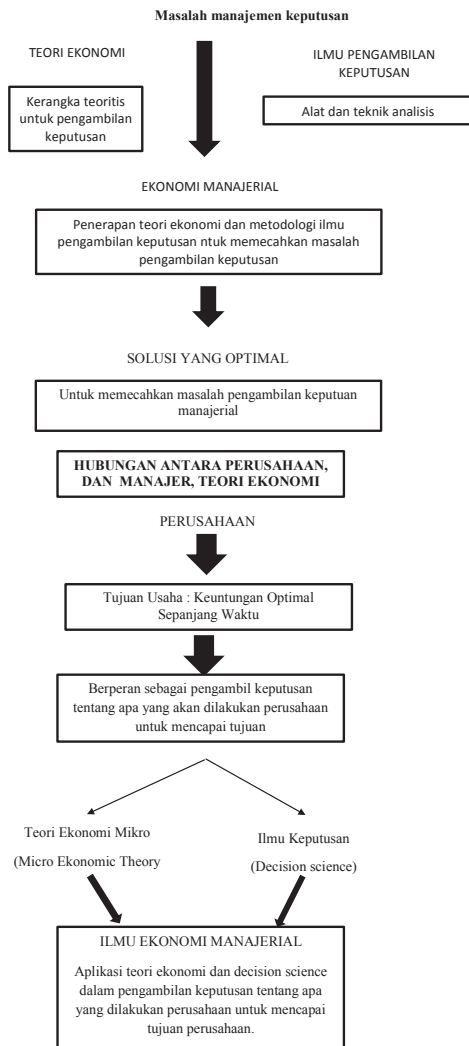 Masalah manajemen keputusan
TEORI EKONOMI
Kerangka teoritis
untuk pengambilan
keputusan
ILMU PENGAMBILAN
KEPUTUSAN
Alat dan teknik analisis
EKONOMI MANAJERIAL
Penerapan teori ekonomi dan metodologi ilmu
pengambilan keputusan ntuk memecahkan masalah
pengambilan keputusan
SOLUSI YANG OPTIMAL
Untuk memecahkan masalah pengambilan keputuan
manajerial
HUBUNGAN ANTARA PERUSAHAAN,
DAN MANAJER, TEORI EKONOMI
PERUSAHAAN
Tujuan Usaha : Keuntungan Optimal
Sepanjang Waktu
Berperan sebagai pengambil keputusan
tentang apa yang akan dilakukan perusahaan
untuk mencapai tujuan
Teori Ekonomi Mikro
(Micro Ekonomic Theory
Ilmu Keputusan
(Decision science)
ILMU EKONOMI MANAJERIAL
Aplikasi teori ekonomi dan decision science
dalam pengambilan keputusan tentang apa
yang dilakukan perusahaan untuk mencapai
tujuan perusahaan.